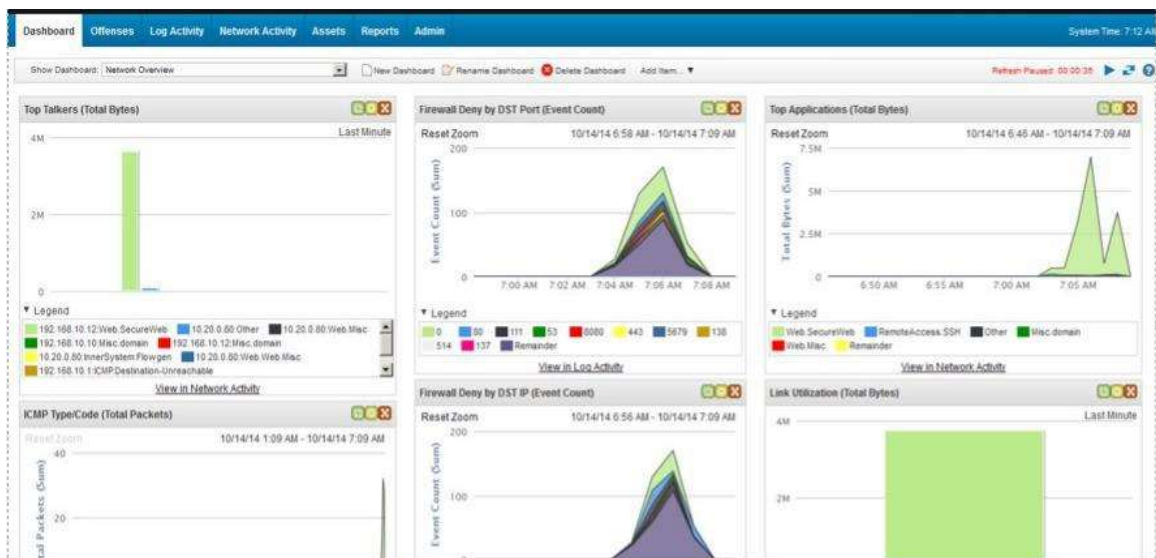 Dashboard Offenses Log Activity Network Activity Assets Reports Admin System Time: 7:12 AM
Show Dashboard: Network Overview New Dashboard Rename Dashboard Delete Dashboard Add Item... ▼ Refresh Paused: 00:00:36
Top Talkers (Total Bytes)
Last Minute
4M
2M
0
▼ Legend
192.168.10.12:Web.SecureWeb 10.20.0.80:Other 10.20.0.80:Web.Misc
192.168.10.10:Misc.domain 192.168.10.12:Misc.domain
10.20.0.80:InnerSystem.Flowgen 10.20.0.80:Web.Web.Misc
192.168.10.1:ICMP.Destination-Unreachable
View in Network Activity
Firewall Deny by DST Port (Event Count)
Reset Zoom 10/14/14 6:58 AM - 10/14/14 7:09 AM
Event Count (Sum)
200
100
0
7:00 AM 7:02 AM 7:04 AM 7:06 AM 7:08 AM
▼ Legend
0 80 111 53 8080 443 5679 138
514 137 Remainder
View in Log Activity
Top Applications (Total Bytes)
Reset Zoom 10/14/14 6:46 AM - 10/14/14 7:09 AM
Total Bytes (Sum)
7.5M
5M
2.5M
0
6:50 AM 6:55 AM 7:00 AM 7:05 AM
▼ Legend
Web.SecureWeb RemoteAccess.SSH Other Misc.domain
Web.Misc Remainder
View in Network Activity
ICMP Type/Code (Total Packets)
Reset Zoom 10/14/14 1:09 AM - 10/14/14 7:09 AM
Packets (Sum)
40
20
Firewall Deny by DST IP (Event Count)
Reset Zoom 10/14/14 6:56 AM - 10/14/14 7:09 AM
Event Count (Sum)
200
100
Link Utilization (Total Bytes)
Last Minute
4M
2M